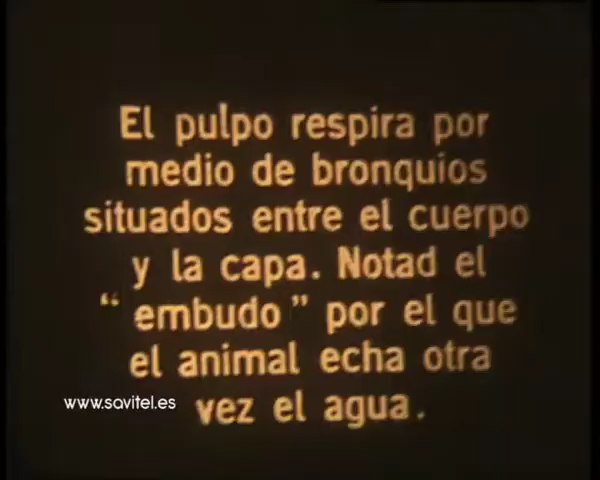 El pulpo respira por
medio de bronquios
situados entre el cuerpo
y la capa. Notad el
“embudo” por el que
el animal echa otra
vez el agua.
www.savitel.es